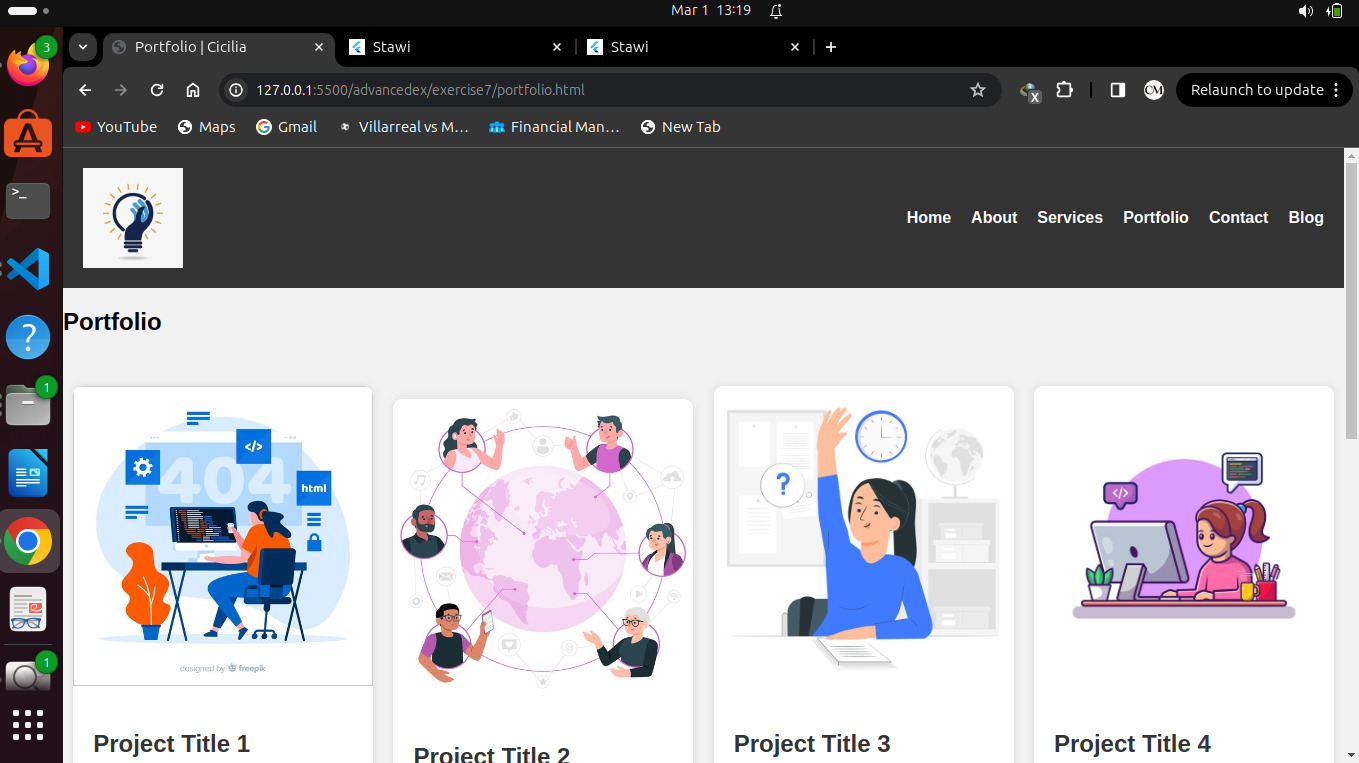 Mar 1 13:19
3
Portfolio | Cicilia
Stawi
Stawi
127.0.0.1:5500/advancedex/exercise7/portfolio.html
X
CM
Relaunch to update
YouTube
Maps
Gmail
Villarreal vs M…
Financial Man…
New Tab
Home
About
Services
Portfolio
Contact
Blog
Portfolio
>_
?
1
1
404
</>
html
designed by freepik
?
</>
Project Title 1
Project Title 2
Project Title 3
Project Title 4